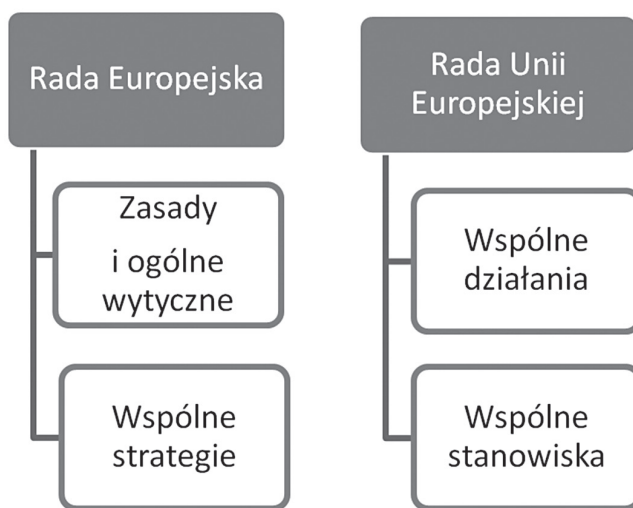 Rada Europejska
Zasady
i ogólne
wytyczne
Wspólne
strategie
Rada Unii
Europejskiej
Wspólne
działania
Wspólne
stanowiska